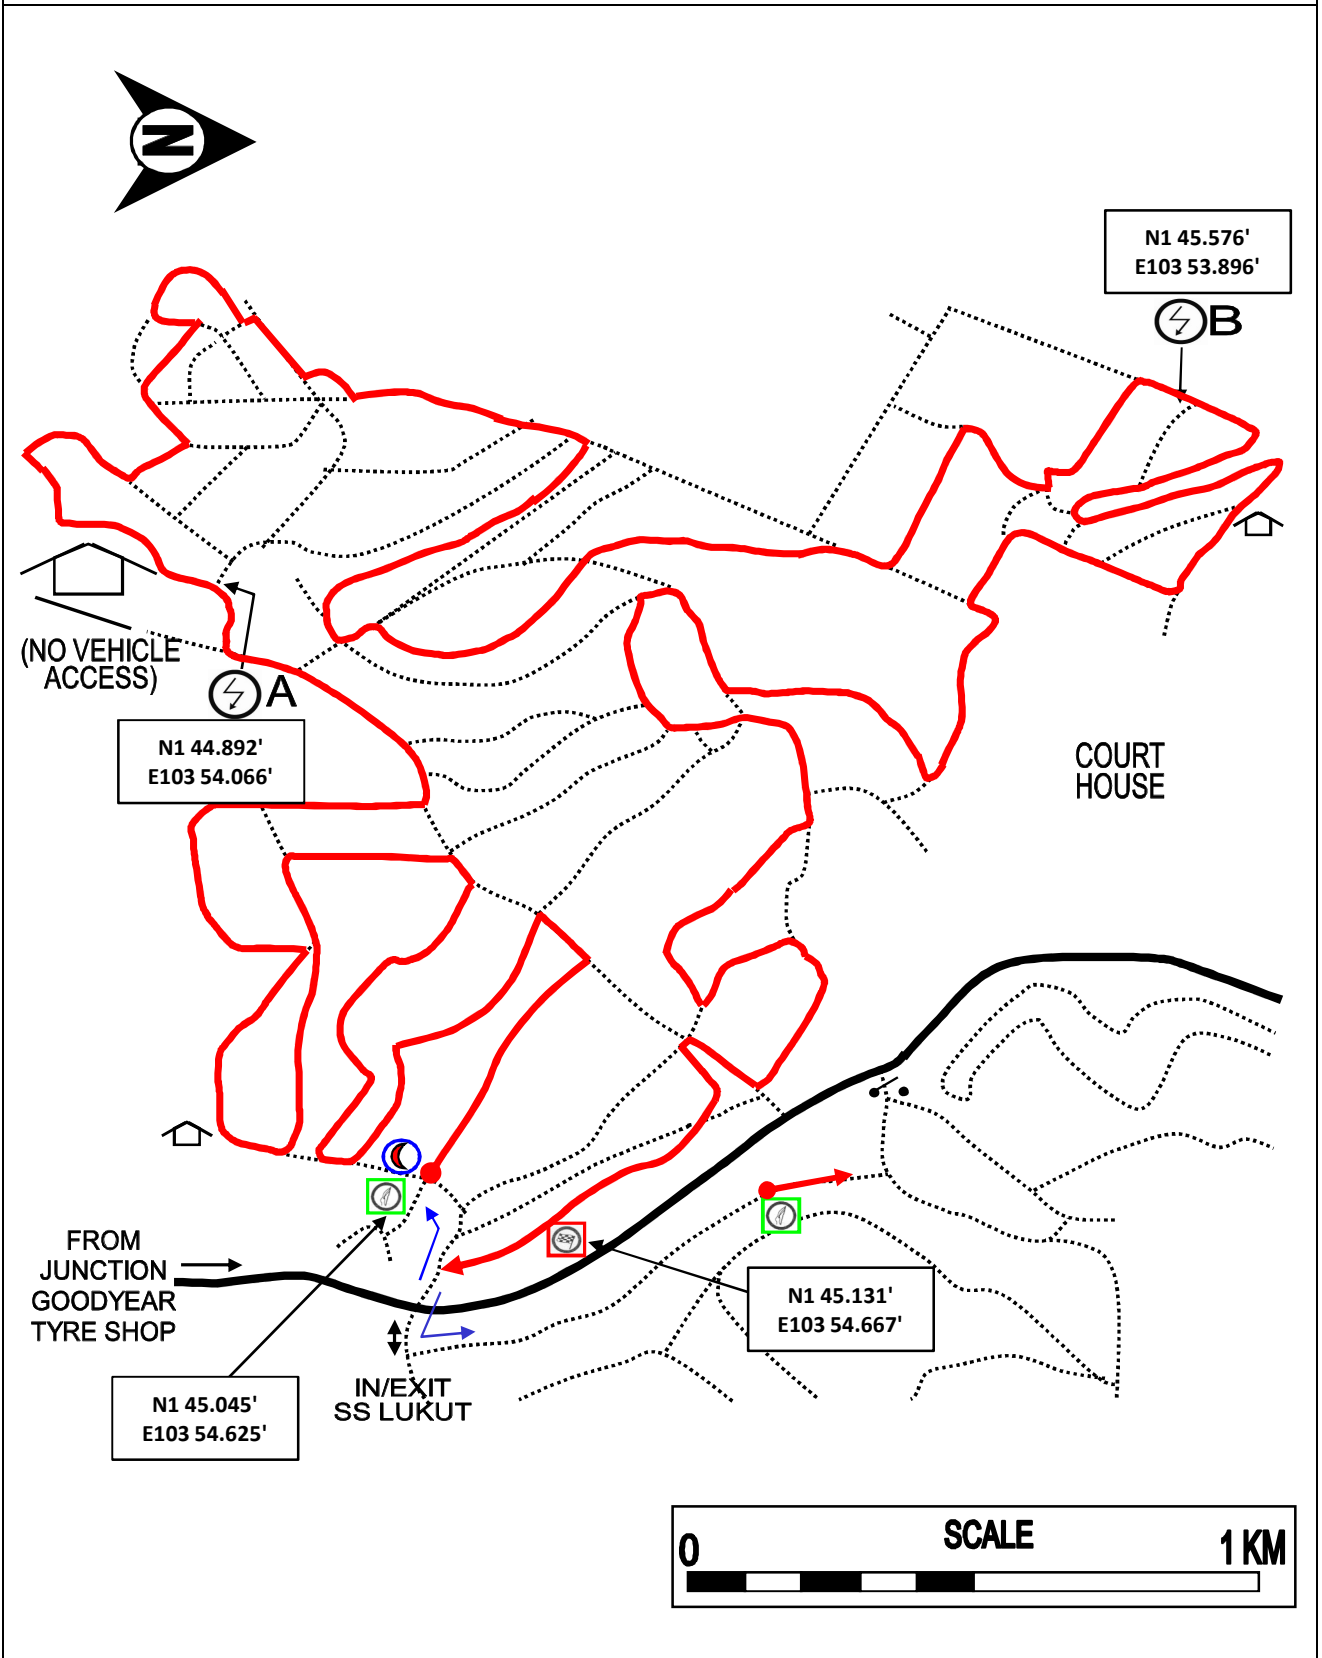 N
N1 45.576'
E103 53.896'
B
(NO VEHICLE
ACCESS)
A
N1 44.892'
E103 54.066'
COURT
HOUSE
FROM
JUNCTION
GOODYEAR
TYRE SHOP
N1 45.131'
E103 54.667'
IN/EXIT
SS LUKUT
N1 45.045'
E103 54.625'
SCALE
0 1 KM